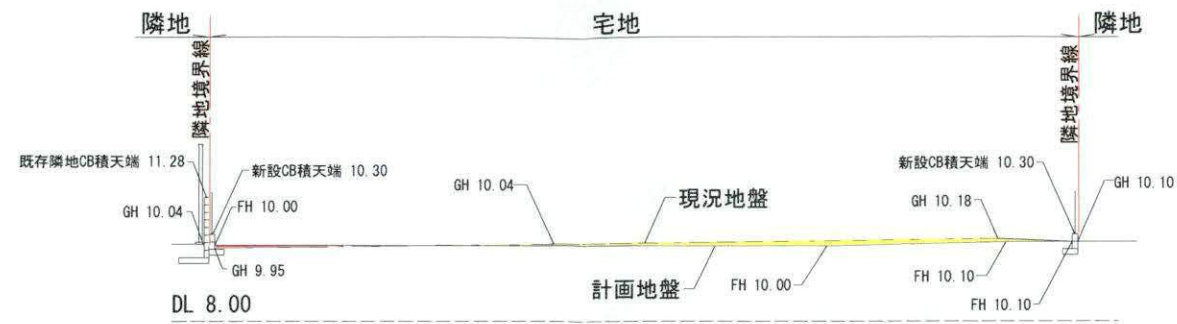 隣地
宅地
隣地
隣地境界線
隣地境界線
既存隣地CB積天端 11.28
新設CB積天端 10.30
新設CB積天端 10.30
GH 10.04
FH 10.00
GH 10.04
現況地盤
GH 10.18
GH 10.10
GH 9.95
計画地盤
FH 10.00
FH 10.10
FH 10.10
DL 8.00